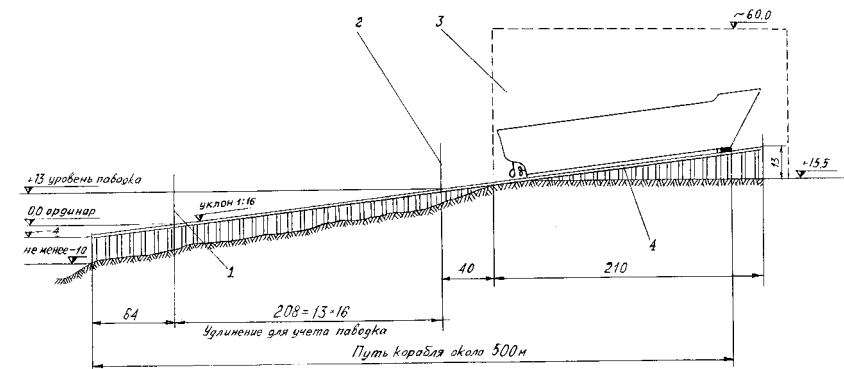 2
3
~ 60,0
+13 уровень паводка
13
+15,5
0,0 ординар
уклон 1:16
-4
не менее -10
1
4
40
210
64
208=13×16
Удлинение для учета паводка
Путь корабля около 500м